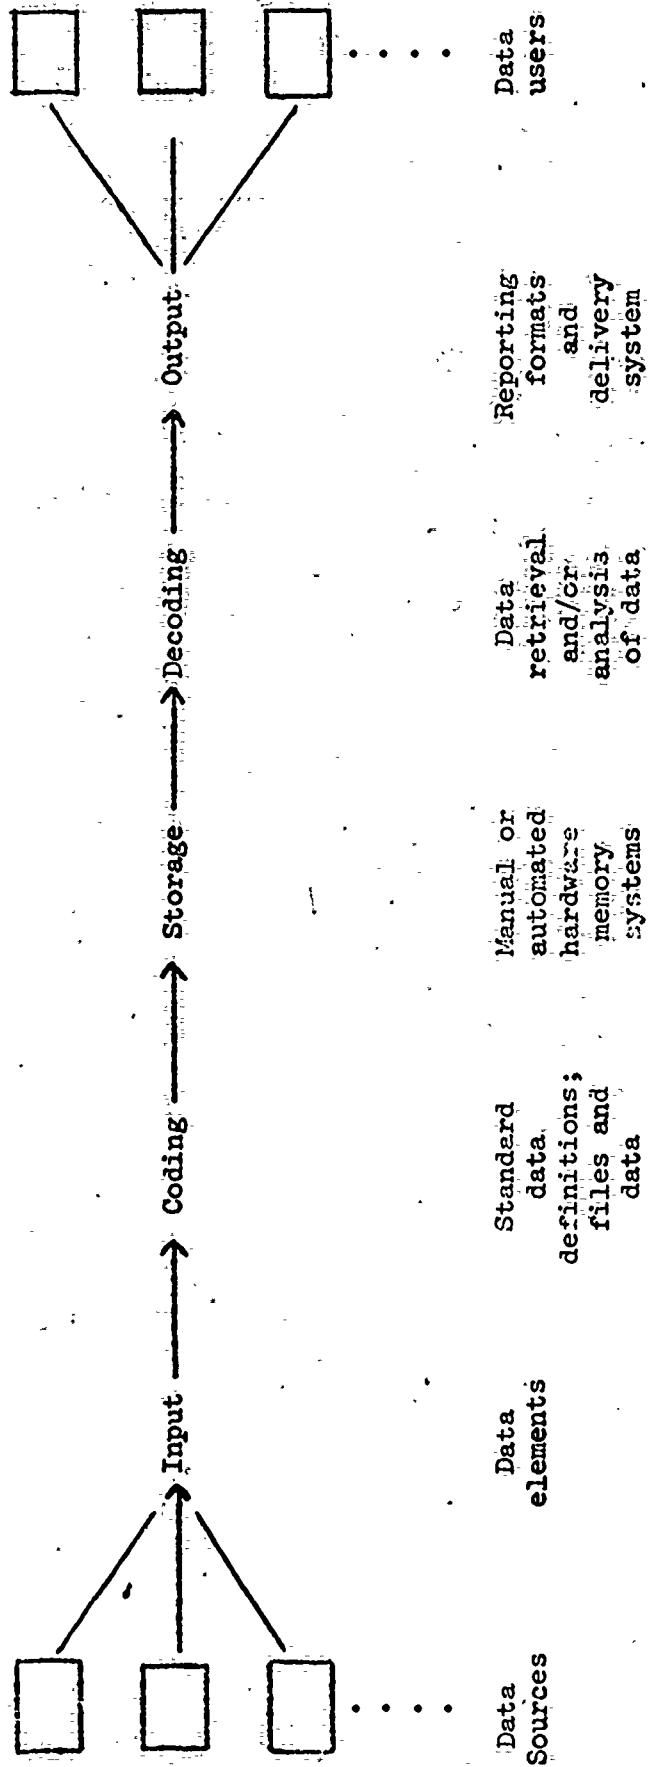 Input
Coding
Storage
Decoding
Output
Data
Sources
Data
elements
Standard
data
definitions;
files and
data
Manual or
automated
hardware
memory
systems
Data
retrieval
and/or
analysis
of data
Reporting
formats
and
delivery
system
Data
users